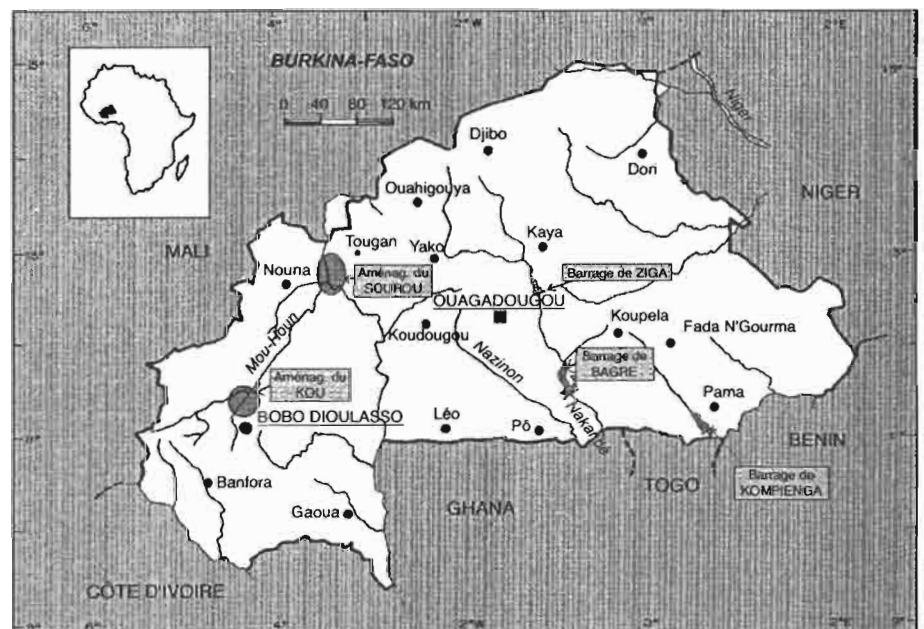 BURKINA-FASO
0 40 80 120 km
Niger
Djibo
Dori
Ouahigouya
NIGER
MALI
Tougan
Yako
Kaya
Nouna
Aménag. du
SOUROU
Barrage de ZIGA
OUAGADOUGOU
Koudougou
Koupela
Fada N'Gourma
Mou-Houn
Nazinon
Barrage de
BAGRE
Aménag. du
KOU
Pama
BOBO DIOULASSO
Léo
Pô
Nakanbe
BENIN
Banfora
TOGO
Barrage de
KOMPIENGA
GHANA
Gaoua
CÔTE D'IVOIRE